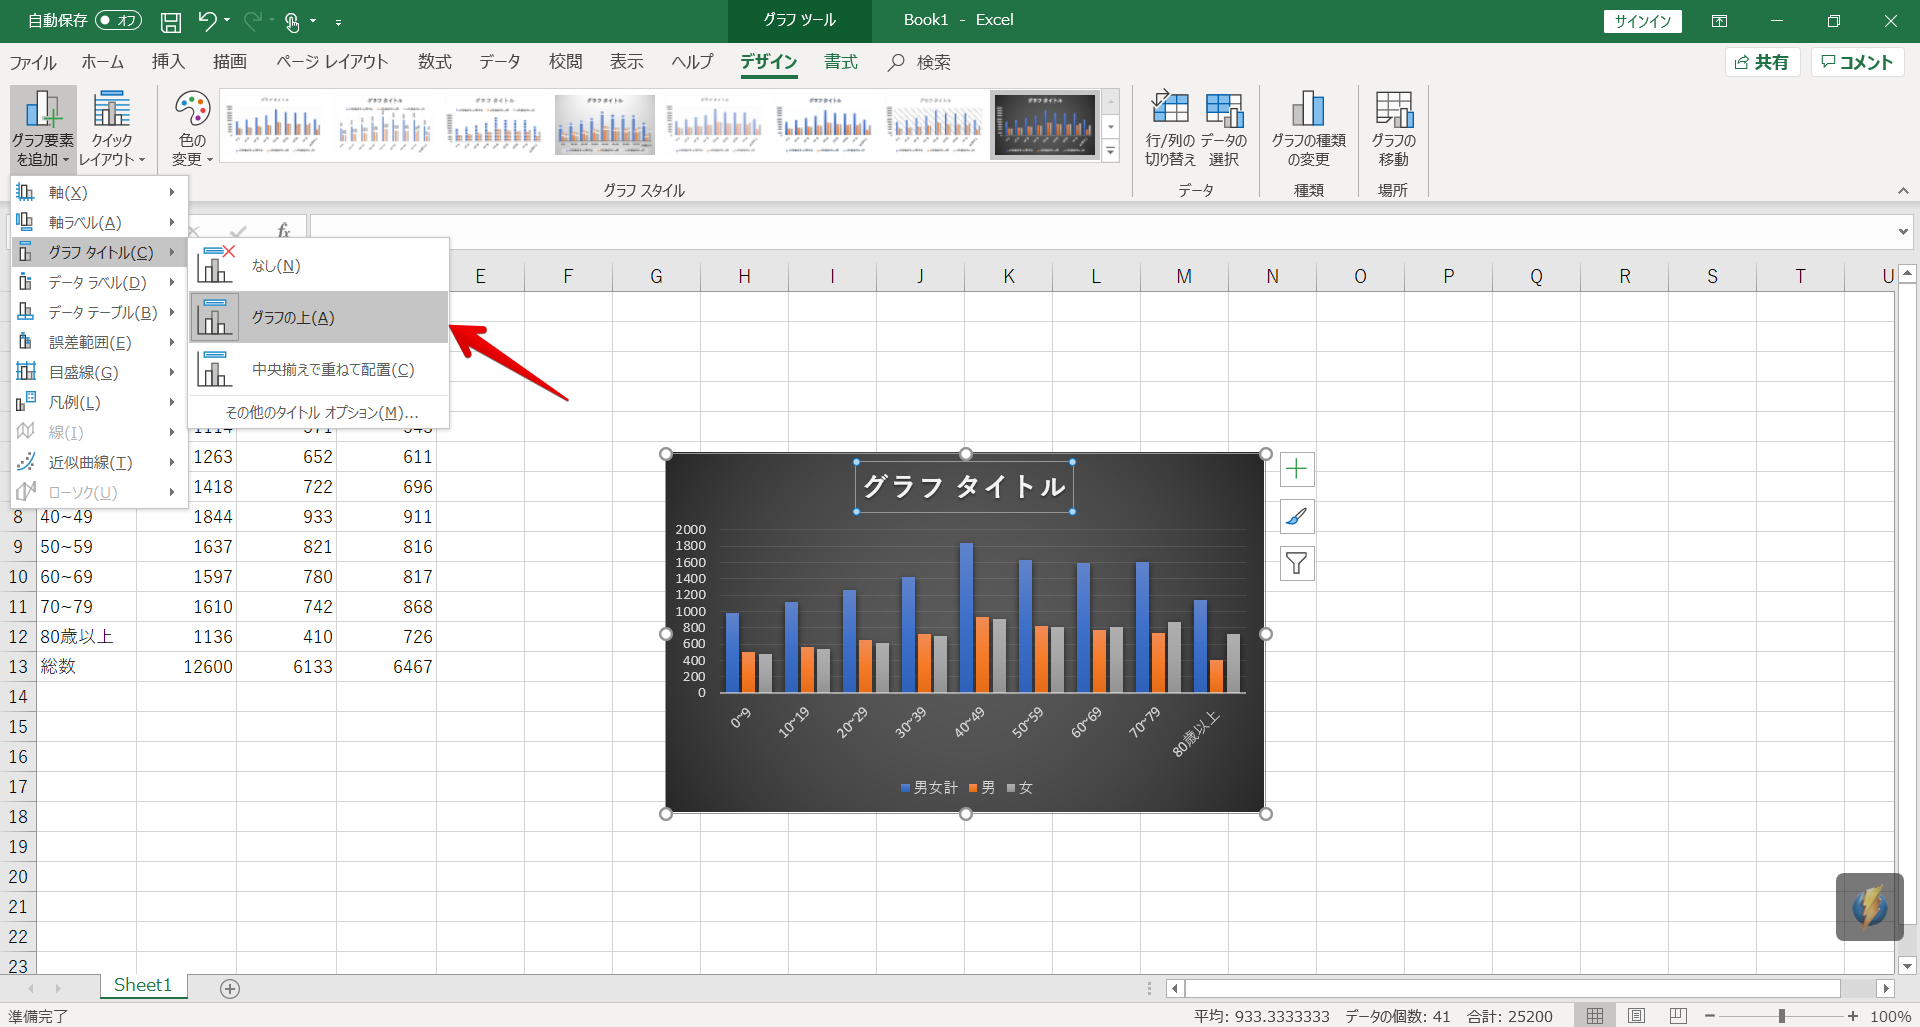 自動保存 オフ
グラフ ツール
Book1 - Excel
サインイン
ファイル ホーム 挿入 描画 ページ レイアウト 数式 データ 校閲 表示 ヘルプ デザイン 書式 検索
共有 コメント
グラフ要素
を追加
クイック
レイアウト
色の
変更
行/列の
切り替え
データの
選択
グラフの種類
の変更
グラフの
移動
グラフ スタイル データ 種類 場所
軸(X)
軸ラベル(A)
グラフ タイトル(C)
データ ラベル(D)
データ テーブル(B)
誤差範囲(E)
目盛線(G)
凡例(L)
線(I)
近似曲線(T)
ローソク(U)
なし(N)
グラフの上(A)
中央揃えで重ねて配置(C)
その他のタイトル オプション(M)...
fx
E F G H I J K L M N O P Q R S T U
1263 652 611
1418 722 696
8 40~49 1844 933 911
9 50~59 1637 821 816
10 60~69 1597 780 817
11 70~79 1610 742 868
12 80歳以上 1136 410 726
13 総数 12600 6133 6467
14
15
16
17
18
19
20
21
22
23
グラフ タイトル
2000
1800
1600
1400
1200
1000
800
600
400
200
0
0~9 10~19 20~29 30~39 40~49 50~59 60~69 70~79 80歳以上
男女計 男 女
Sheet1
準備完了
平均: 933.3333333 データの個数: 41 合計: 25200
100%